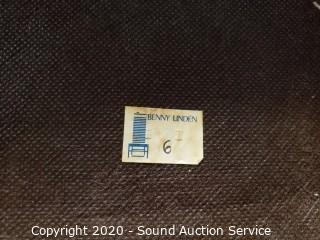 BENNY LINDEN
6
Copyright 2020 - Sound Auction Service